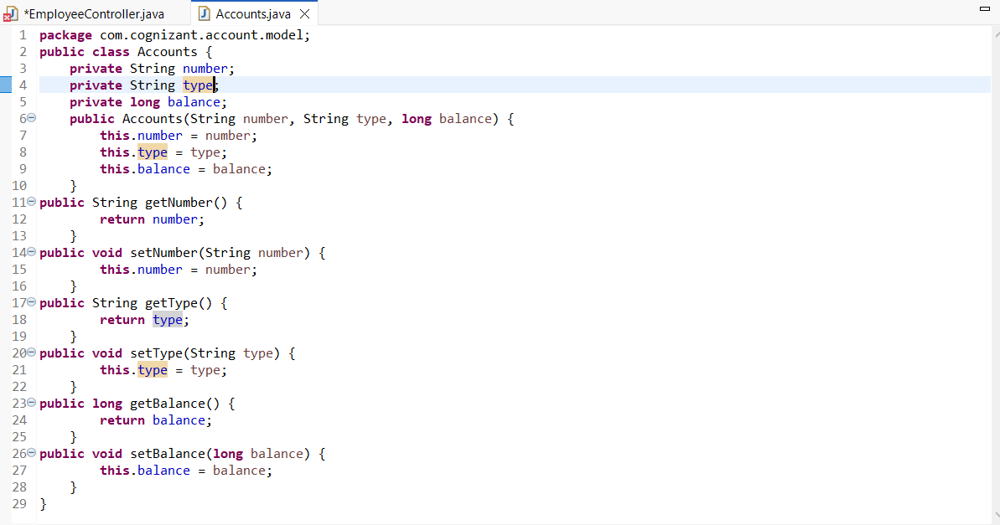 *EmployeeController.java Accounts.java
1 package com.cognizant.account.model;
2 public class Accounts {
3     private String number;
4     private String type;
5     private long balance;
6     public Accounts(String number, String type, long balance) {
7         this.number = number;
8         this.type = type;
9         this.balance = balance;
10     }
11 public String getNumber() {
12         return number;
13     }
14 public void setNumber(String number) {
15         this.number = number;
16     }
17 public String getType() {
18         return type;
19     }
20 public void setType(String type) {
21         this.type = type;
22     }
23 public long getBalance() {
24         return balance;
25     }
26 public void setBalance(long balance) {
27         this.balance = balance;
28     }
29 }